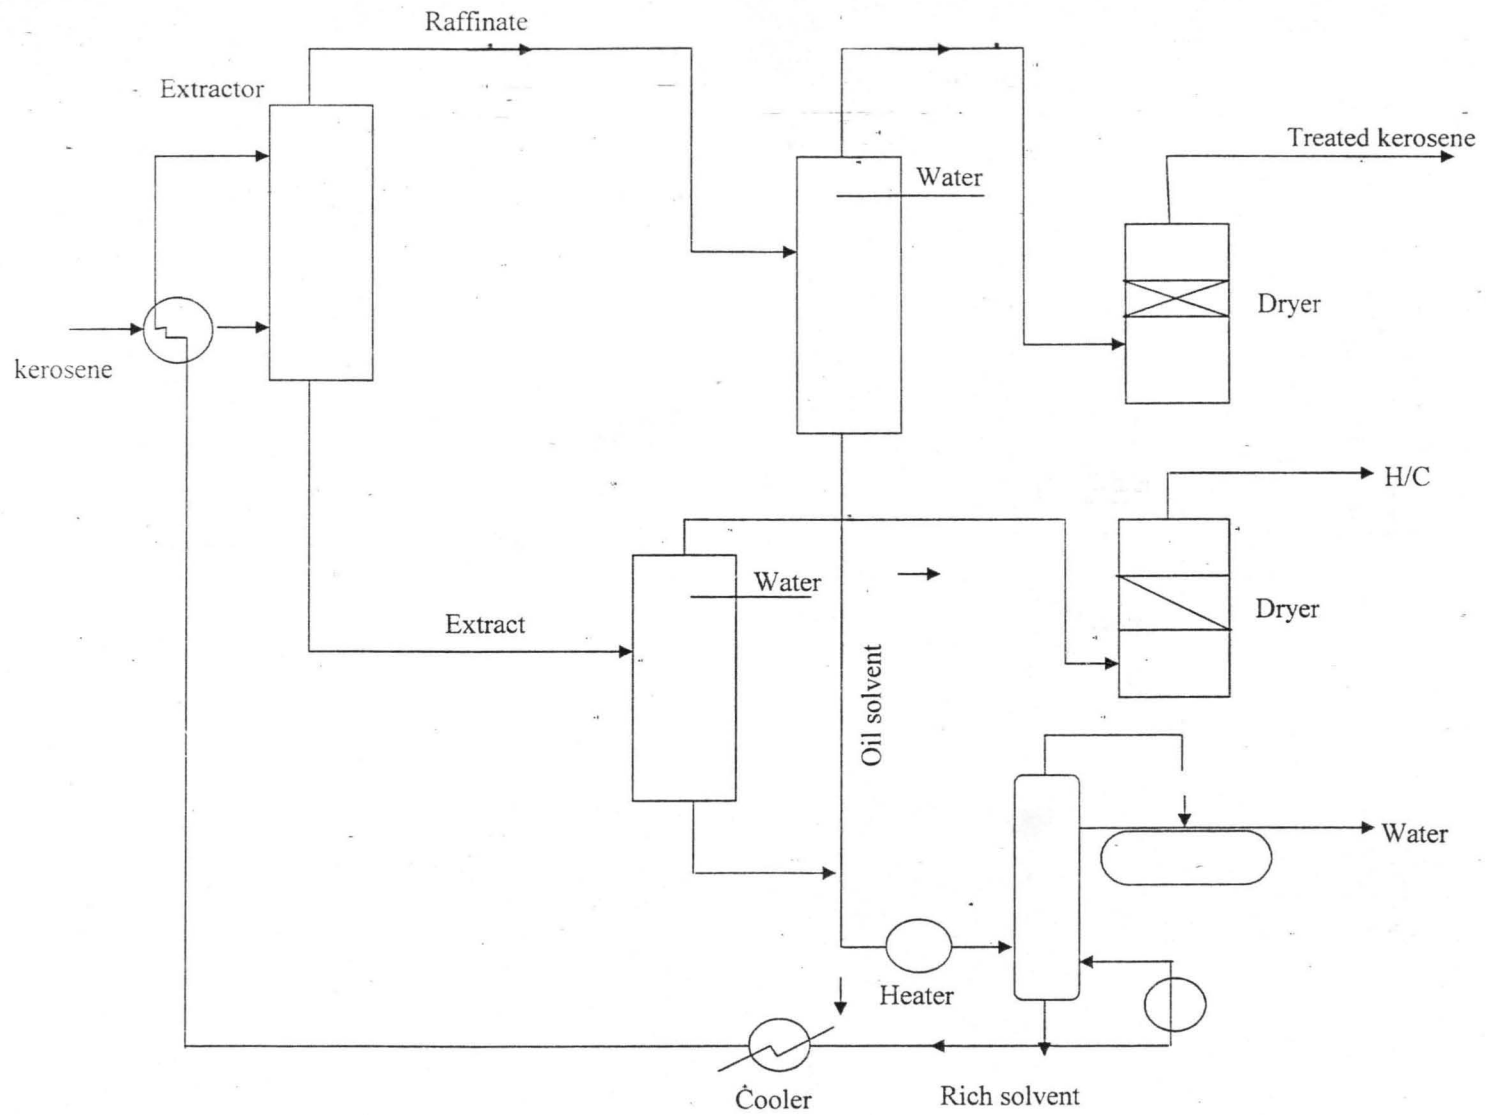 Raffinate
Extractor
Treated kerosene
Water
Dryer
kerosene
H/C
Water
Dryer
Extract
Oil solvent
Water
Heater
Cooler
Rich solvent